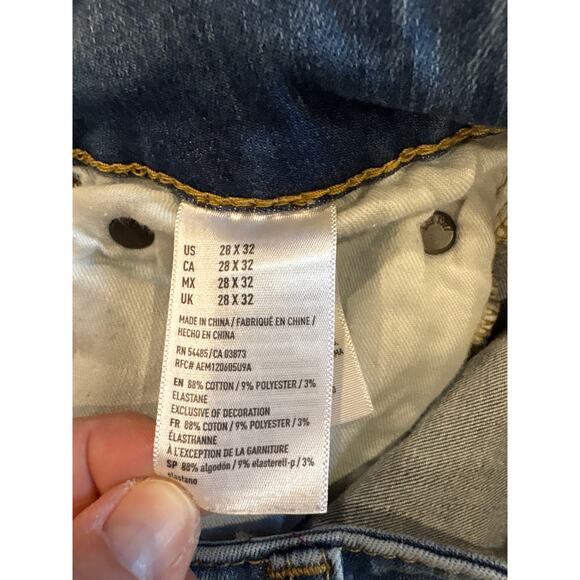 US 28 X 32
CA 28 X 32
MX 28 X 32
UK 28 X 32
MADE IN CHINA / FABRIQUÉ EN CHINE /
HECHO EN CHINA
RN 54485/CA 03873
RFC# AEM120605U9A
EN 88% COTTON / 9% POLYESTER / 3%
ELASTANE
EXCLUSIVE OF DECORATION
FR 88% COTTON / 9% POLYESTER / 3%
ÉLASTHANNE
À L'EXCEPTION DE LA GARNITURE
SP 88% algodón / 9% elasterell-p / 3%
elastano